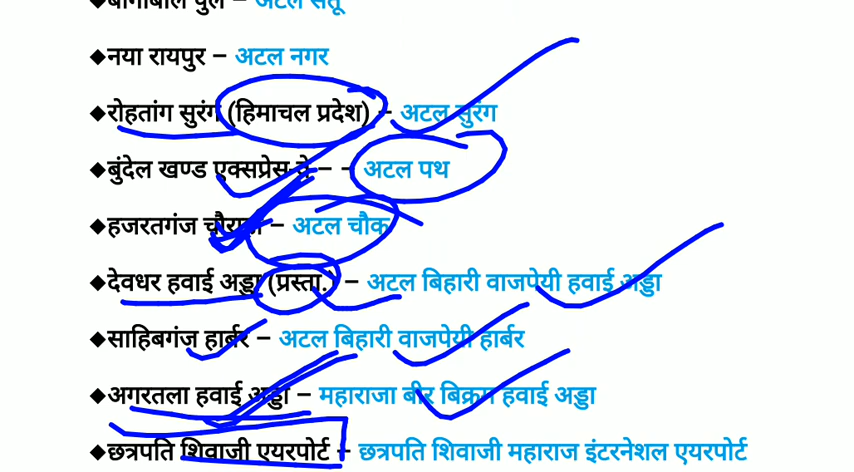 ◆बोगीबील पुल – अटल सेतू
◆नया रायपुर – अटल नगर
◆रोहतांग सुरंग (हिमाचल प्रदेश) – अटल सुरंग
◆बुंदेल खण्ड एक्सप्रेस-वे – - अटल पथ
◆हजरतगंज चौराहा – अटल चौक
◆देवधर हवाई अड्डा (प्रस्ता.) – अटल बिहारी वाजपेयी हवाई अड्डा
◆साहिबगंज हार्बर – अटल बिहारी वाजपेयी हार्बर
◆अगरतला हवाई अड्डा – महाराजा बीर बिक्रम हवाई अड्डा
◆छत्रपति शिवाजी एयरपोर्ट – छत्रपति शिवाजी महाराज इंटरनेशल एयरपोर्ट